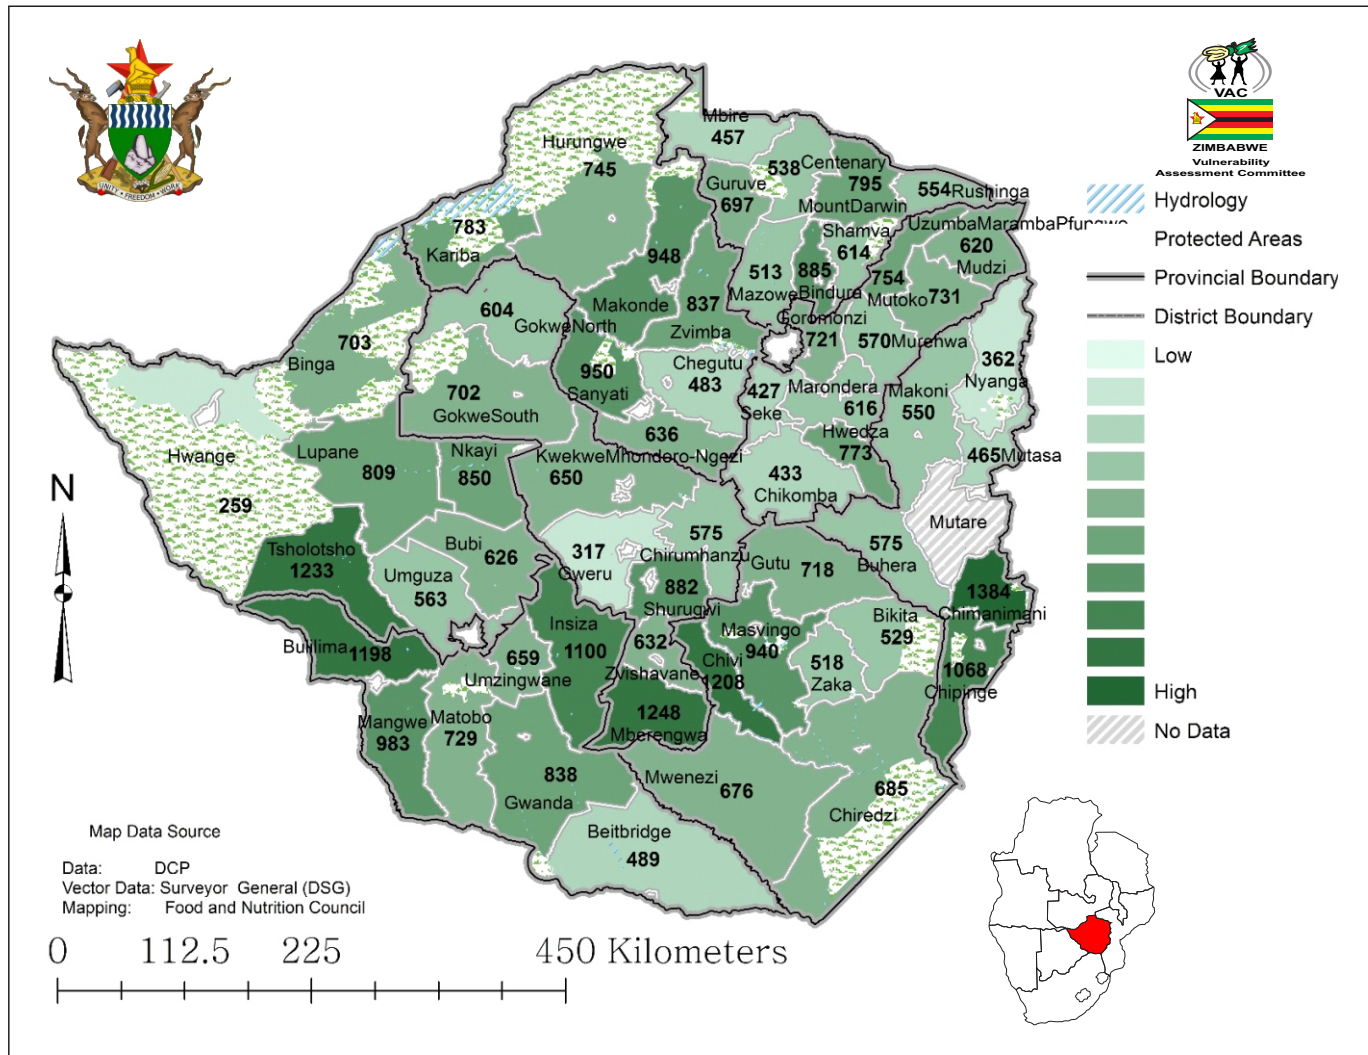 UNITY FREEDOM WORK
VAC
ZIMBABWE
Vulnerability
Assessment Committee
Hydrology
Protected Areas
Provincial Boundary
District Boundary
Low
High
No Data
Mbire
457
Hurungwe
745
538
Centenary
795
MountDarwin
Guruve
697
554 Rushinga
783
Kariba
948
Shamva
614
UzumbaMarambaPfungwe
620
Mudzi
513
Mazowe
885
Bindura
754
Mutoko
731
604
GokweNorth
Makonde
837
Zvimba
Goromonzi
721
570 Murehwa
362
Nyanga
703
Binga
950
Sanyati
Chegutu
483
427
Seke
Marondera
616
Makoni
550
702
GokweSouth
636
Hwedza
773
465 Mutasa
Hwange
259
Lupane
809
Nkayi
850
KwekweMhondoro-Ngezi
650
433
Chikomba
Mutare
Tsholotsho
1233
Bubi
626
317
Gweru
575
Chirumhanzu
Gutu
718
575
Buhera
Umguza
563
882
Shurugwi
1384
Chimanimani
Bulilima
1198
Insiza
1100
632
Zvishavane
Masvingo
940
Chivi
1208
518
Zaka
Bikita
529
1068
Chipinge
659
Umzingwane
1248
Mberengwa
Mangwe
983
Matobo
729
838
Gwanda
Mwenezi
676
685
Chiredzi
Beitbridge
489
N
Map Data Source
Data: DCP
Vector Data: Surveyor General (DSG)
Mapping: Food and Nutrition Council
0 112.5 225 450 Kilometers